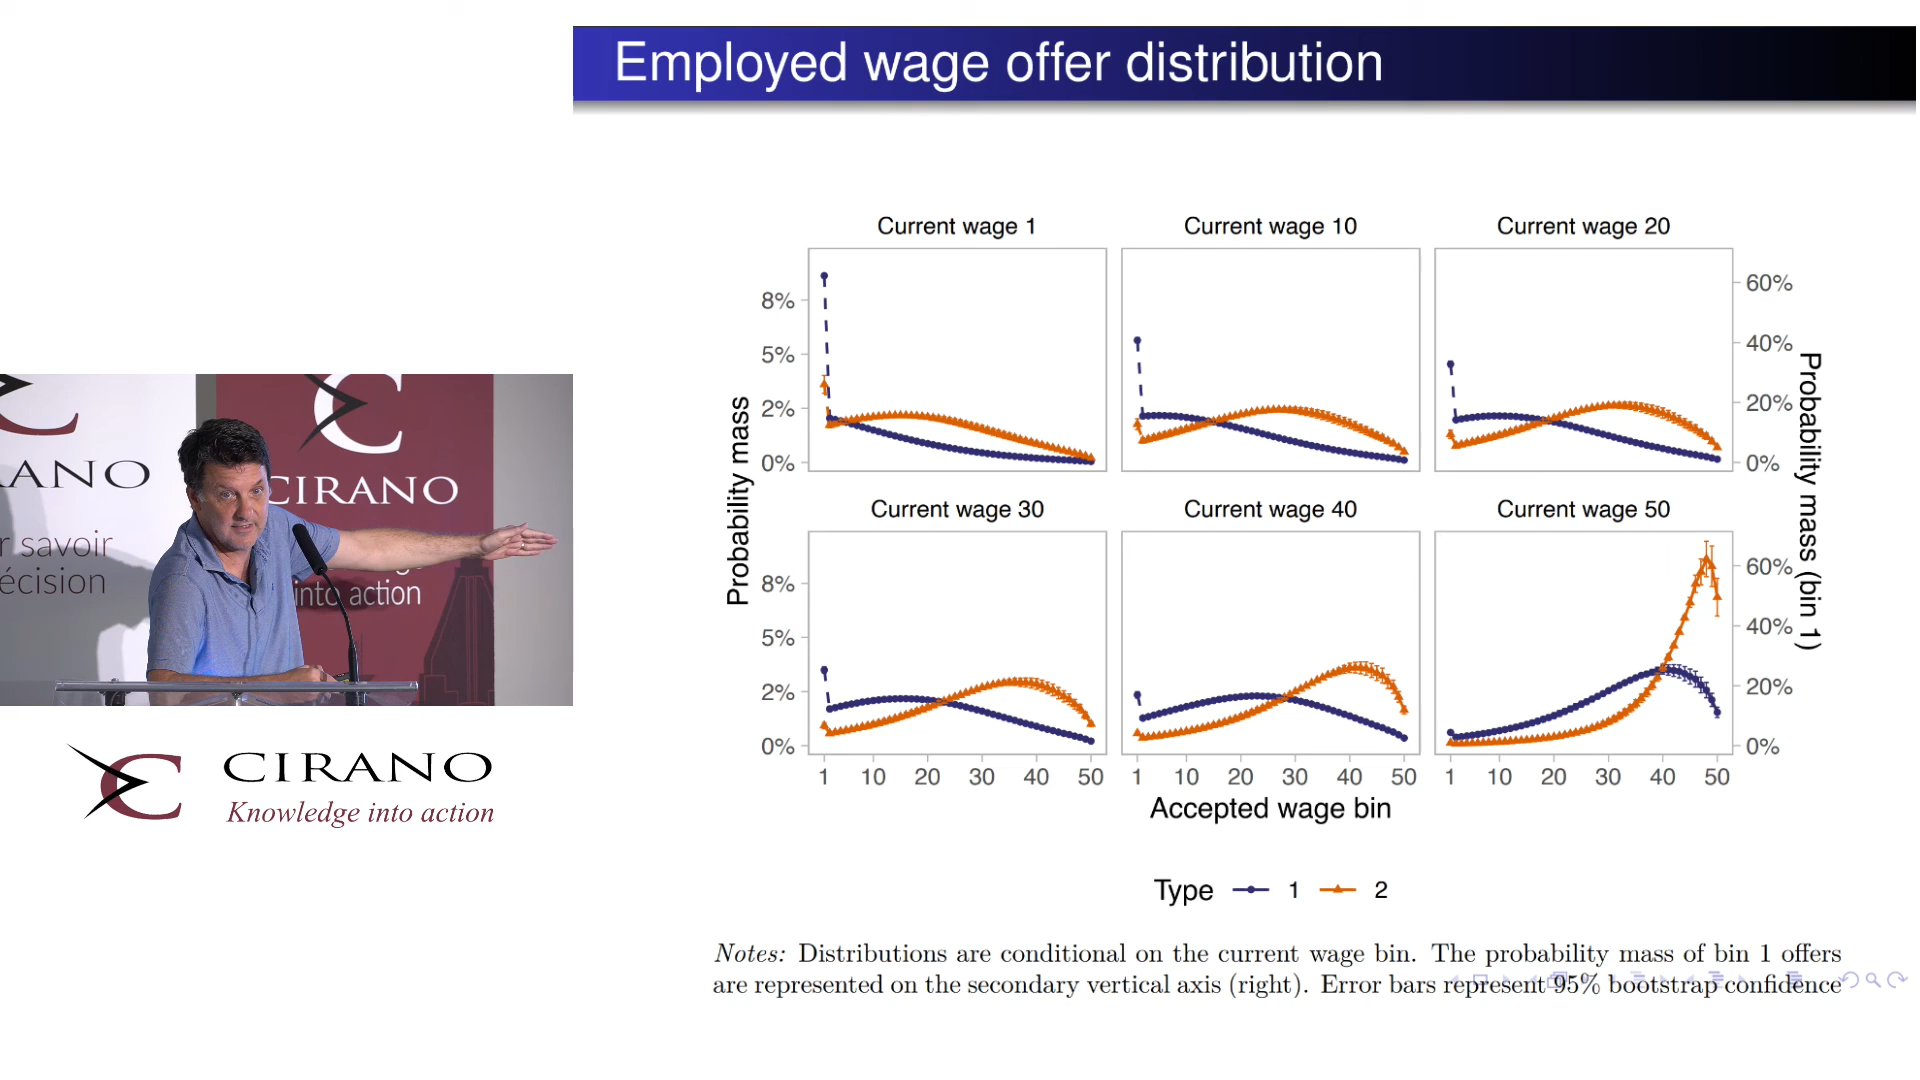 Employed wage offer distribution
Current wage 1
Current wage 10
Current wage 20
8%
5%
2%
0%
60%
40%
20%
0%
Current wage 30
Current wage 40
Current wage 50
8%
5%
2%
0%
60%
40%
20%
0%
Probability mass
Probability mass (bin 1)
1 10 20 30 40 50
1 10 20 30 40 50
1 10 20 30 40 50
Accepted wage bin
Type 1 2
Notes: Distributions are conditional on the current wage bin. The probability mass of bin 1 offers
are represented on the secondary vertical axis (right). Error bars represent 95% bootstrap confidence
ANO
r savoir
écision
CIRANO
into action
CIRANO
Knowledge into action